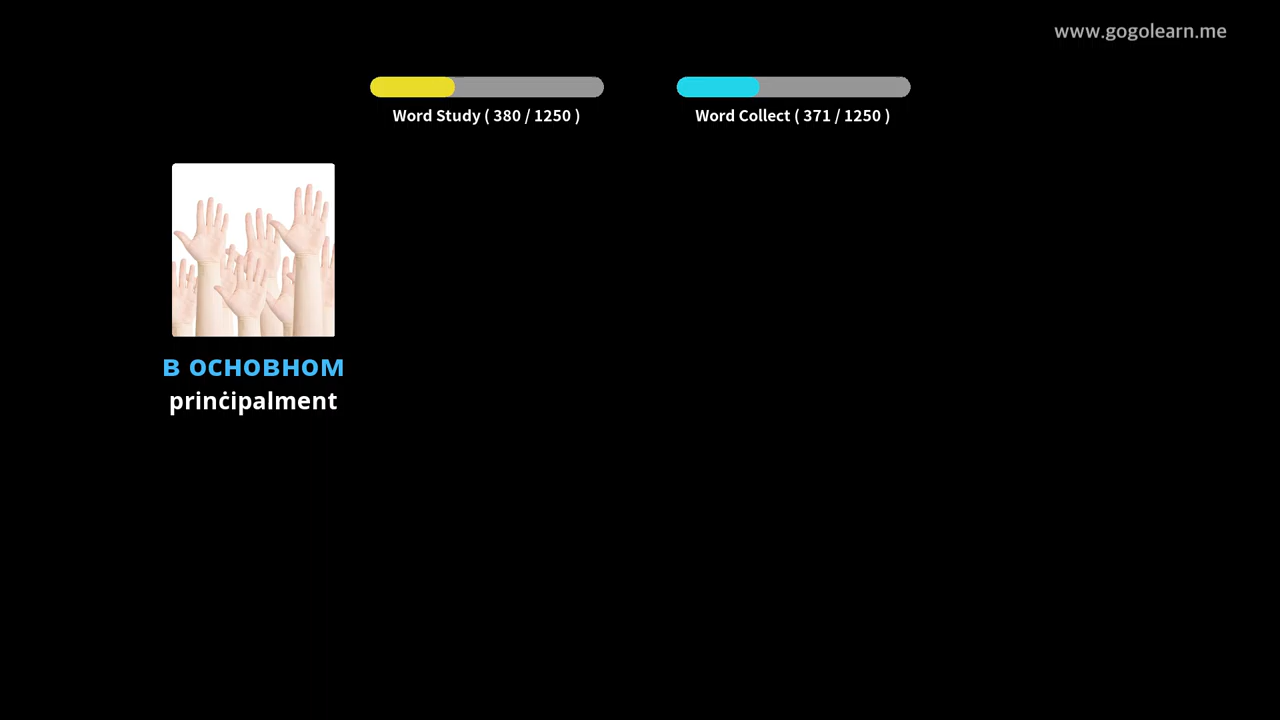 www.gogolearn.me
Word Study ( 380 / 1250 )
Word Collect ( 371 / 1250 )
в основном
prinċipalment